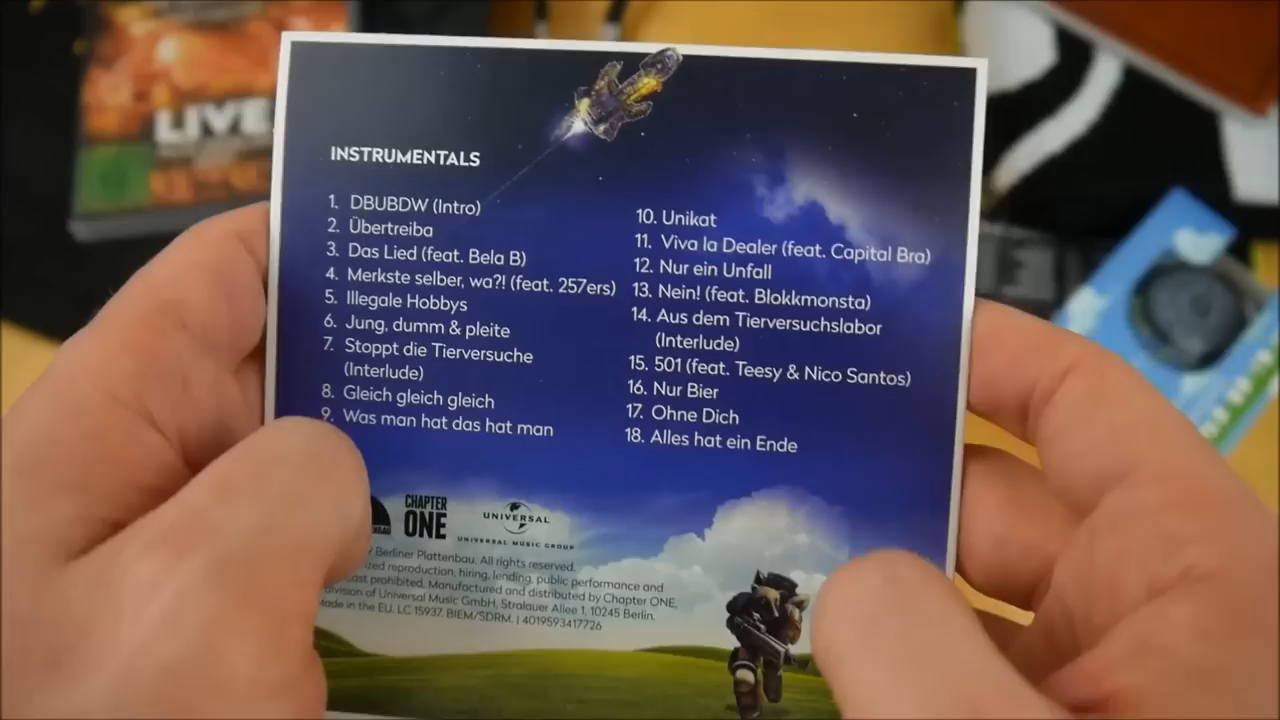 LIVE
INSTRUMENTALS
1. DBUBDW (Intro)
2. Übertreiba
3. Das Lied (feat. Bela B)
4. Merkste selber, wa?! (feat. 257ers)
5. Illegale Hobbys
6. Jung, dumm & pleite
7. Stoppt die Tierversuche
(Interlude)
8. Gleich gleich gleich
9. Was man hat das hat man
10. Unikat
11. Viva la Dealer (feat. Capital Bra)
12. Nur ein Unfall
13. Nein! (feat. Blokkmonsta)
14. Aus dem Tierversuchslabor
(Interlude)
15. 501 (feat. Teesy & Nico Santos)
16. Nur Bier
17. Ohne Dich
18. Alles hat ein Ende
CHAPTER
ONE
UNIVERSAL
UNIVERSAL MUSIC GROUP
Berliner Plattenbau. All rights reserved.
reproduction, hiring, lending, public performance and
prohibited. Manufactured and distributed by Chapter ONE,
division of Universal Music GmbH, Stralauer Allee 1, 10245 Berlin.
Made in the EU. LC 15937. BIEM/SDRM. | 4019593417726